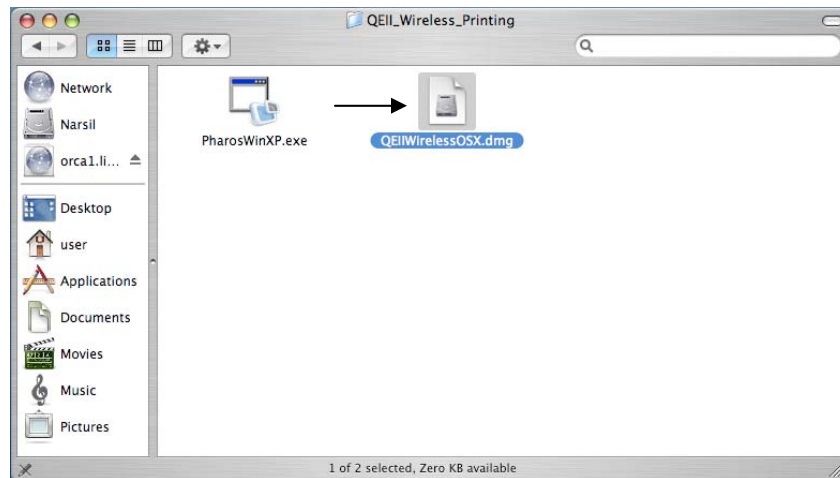 QEII_Wireless_Printing
Network
Narsil
orca1.li...
Desktop
user
Applications
Documents
Movies
Music
Pictures
PharosWinXP.exe
QEIIWirelessOSX.dmg
1 of 2 selected, Zero KB available